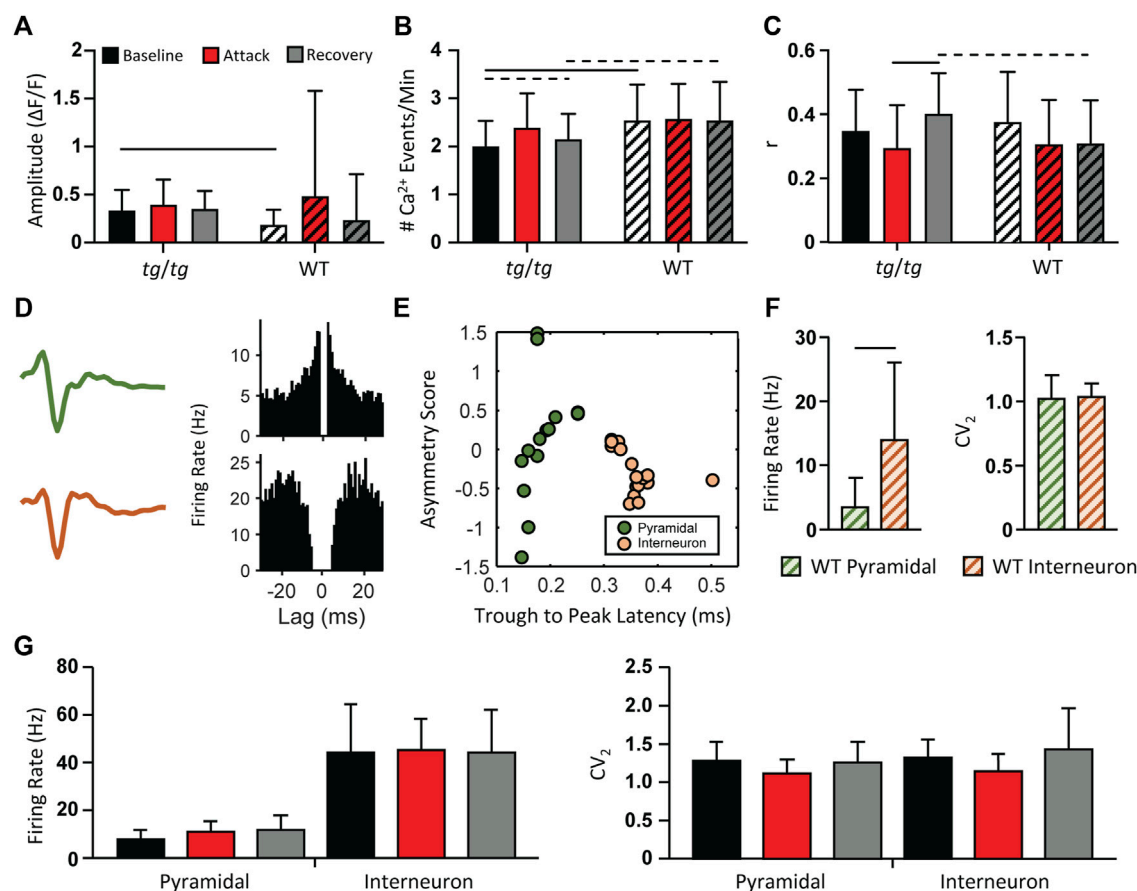 A
Amplitude (ΔF/F)
2
1.5
1
0.5
0
Baseline
Attack
Recovery
tg/tg
WT
B
# Ca²⁺ Events/Min
4
3
2
1
0
tg/tg
WT
C
r
0.6
0.4
0.2
0
tg/tg
WT
D
Firing Rate (Hz)
10
5
0
-20
20
25
20
10
0
-20
0
20
Lag (ms)
E
Asymmetry Score
1.5
1.0
0.5
0
-0.5
-1
-1.5
Pyramidal
Interneuron
0.1
0.2
0.3
0.4
0.5
Trough to Peak Latency (ms)
F
Firing Rate (Hz)
30
20
10
0
CV₂
1.5
1.0
0.5
0
WT Pyramidal
WT Interneuron
G
Firing Rate (Hz)
80
60
40
20
0
Pyramidal
Interneuron
CV₂
2.5
2.0
1.5
1.0
0.5
0
Pyramidal
Interneuron